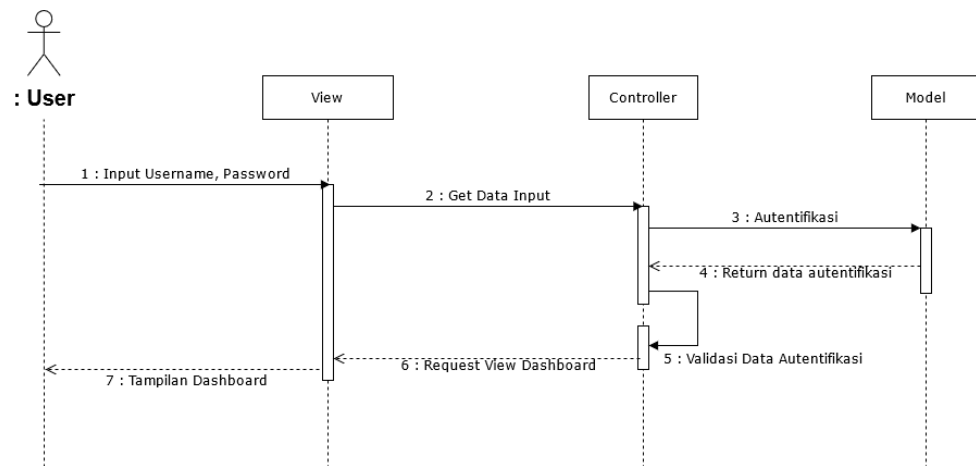 : User
View
Controller
Model
1 : Input Username, Password
2 : Get Data Input
3 : Autentifikasi
4 : Return data autentifikasi
5 : Validasi Data Autentifikasi
6 : Request View Dashboard
7 : Tampilan Dashboard